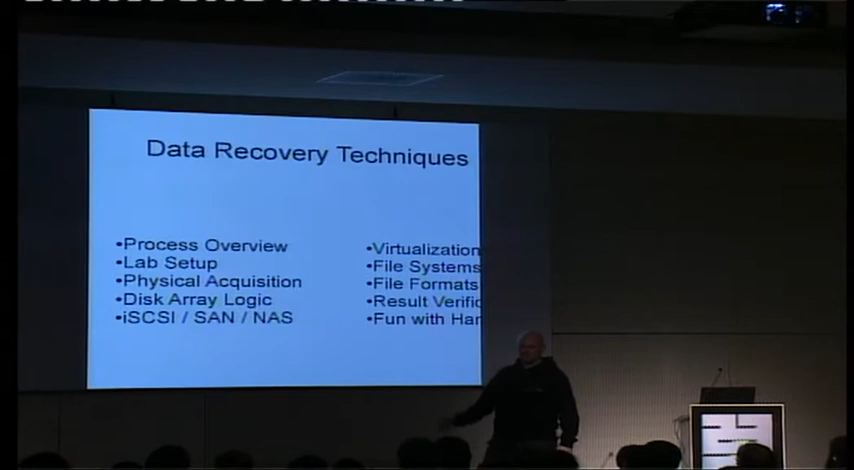 Data Recovery Techniques
•Process Overview
•Lab Setup
•Physical Acquisition
•Disk Array Logic
•iSCSI / SAN / NAS
•Virtualization
•File Systems
•File Formats
•Result Verific
•Fun with Har